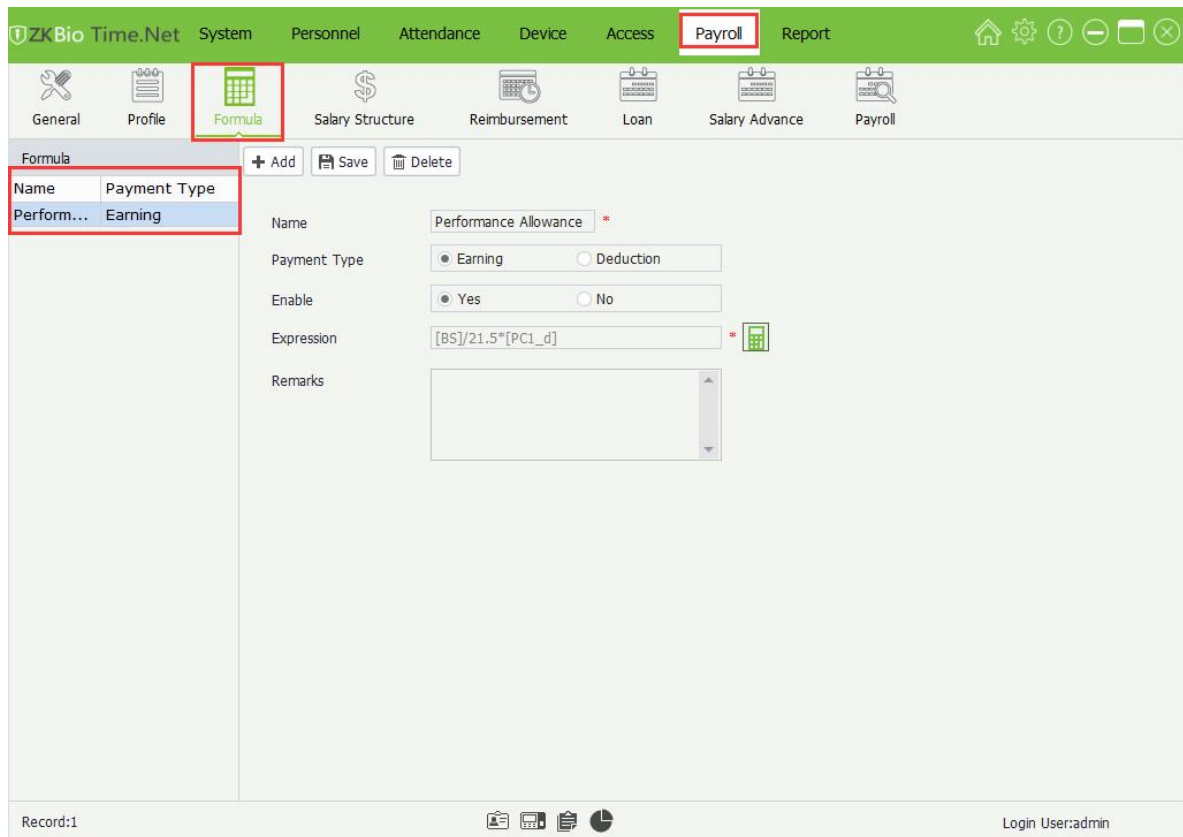 ZKBio Time.Net System Personnel Attendance Device Access Payroll Report
General Profile Formula Salary Structure Reimbursement Loan Salary Advance Payroll
Formula
Name Payment Type
Perform... Earning
+ Add Save Delete
Name Performance Allowance *
Payment Type Earning Deduction
Enable Yes No
Expression [BS]/21.5*[PC1_d] *
Remarks
Record:1 Login User:admin